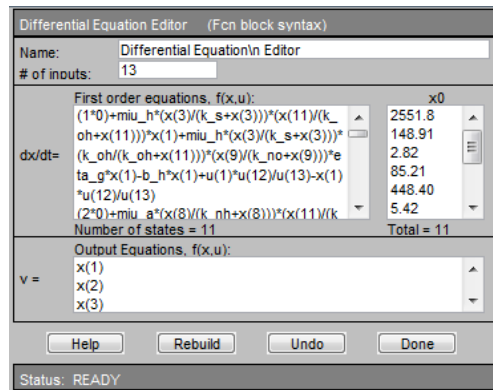 Differential Equation Editor (Fcn block syntax)
Name: Differential Equation\n Editor
# of inputs: 13
First order equations, f(x,u): x0
dx/dt=
(1*0)+miu_h*(x(3)/(k_s+x(3)))*(x(11)/(k_
oh+x(11)))*x(1)+miu_h*(x(3)/(k_s+x(3)))*
(k_oh/(k_oh+x(11)))*(x(9)/(k_no+x(9)))*e
ta_g*x(1)-b_h*x(1)+u(1)*u(12)/u(13)-x(1)
*u(12)/u(13)
(2*0)+miu_a*(x(8)/(k_nh+x(8)))*(x(11)/(k
2551.8
148.91
2.82
85.21
448.40
5.42
Number of states = 11 Total = 11
Output Equations, f(x,u):
y =
x(1)
x(2)
x(3)
Help Rebuild Undo Done
Status: READY